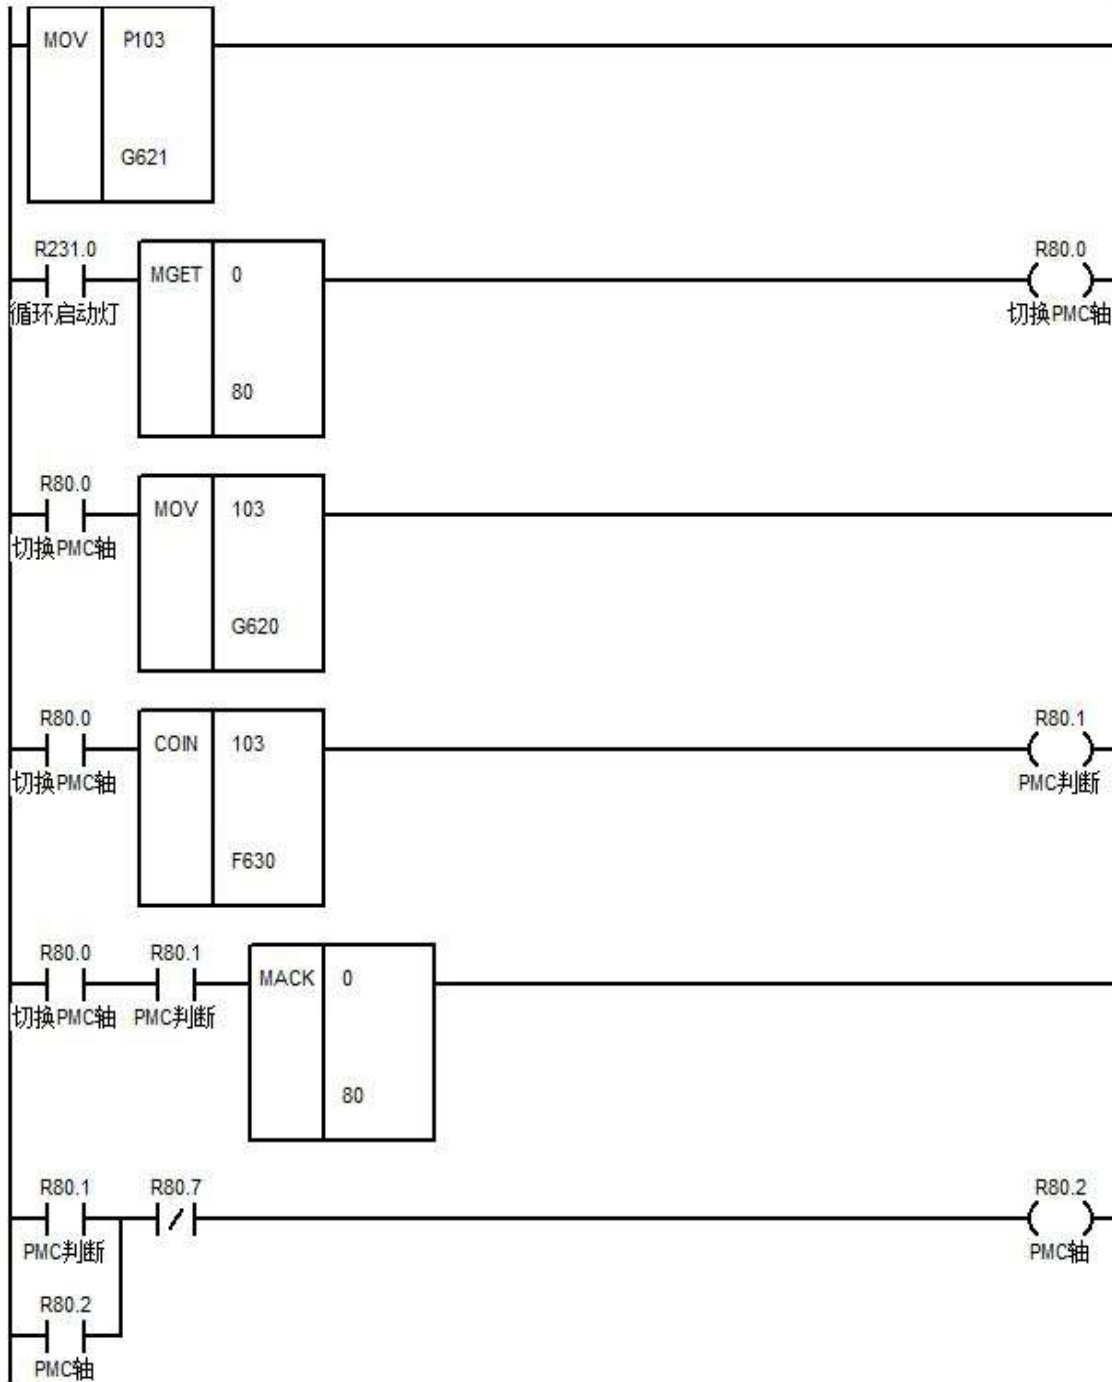 MOV P103
G621
R231.0
MGET 0
R80.0
循环启动灯
切换PMC轴
80
R80.0
MOV 103
切换PMC轴
G620
R80.0
COIN 103
R80.1
切换PMC轴
PMC判断
F630
R80.0 R80.1
MACK 0
切换PMC轴 PMC判断
80
R80.1 R80.7 R80.2
PMC判断 PMC轴
R80.2
PMC轴